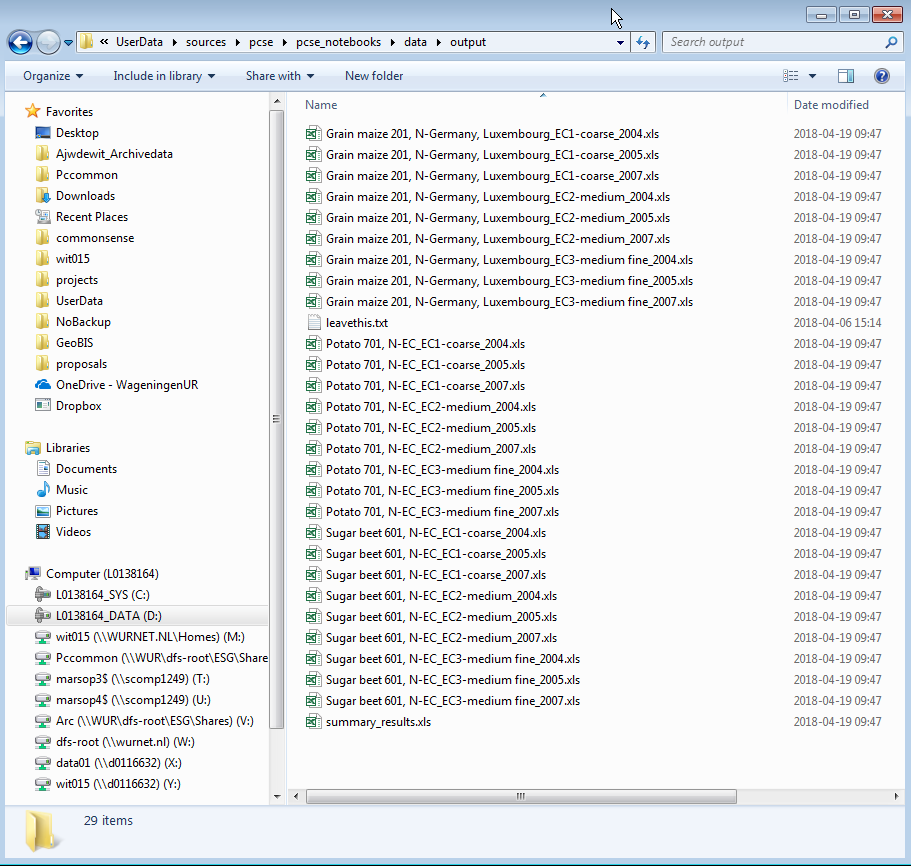 « UserData ▸ sources ▸ pcse ▸ pcse_notebooks ▸ data ▸ output
Search output
Organize Include in library Share with New folder
Favorites
Desktop
Ajwdewit_Archivedata
Pccommon
Downloads
Recent Places
commonsense
wit015
projects
UserData
NoBackup
GeoBIS
proposals
OneDrive - WageningenUR
Dropbox
Libraries
Documents
Music
Pictures
Videos
Computer (L0138164)
L0138164_SYS (C:)
L0138164_DATA (D:)
wit015 (\\WURNET.NL\Homes) (M:)
Pccommon (\\WUR\dfs-root\ESG\Share
marsop3$ (\\scomp1249) (T:)
marsop4$ (\\scomp1249) (U:)
Arc (\\WUR\dfs-root\ESG\Shares) (V:)
dfs-root (\\wurnet.nl) (W:)
data01 (\\d0116632) (X:)
wit015 (\\d0116632) (Y:)
Name Date modified
Grain maize 201, N-Germany, Luxembourg_EC1-coarse_2004.xls 2018-04-19 09:47
Grain maize 201, N-Germany, Luxembourg_EC1-coarse_2005.xls 2018-04-19 09:47
Grain maize 201, N-Germany, Luxembourg_EC1-coarse_2007.xls 2018-04-19 09:47
Grain maize 201, N-Germany, Luxembourg_EC2-medium_2004.xls 2018-04-19 09:47
Grain maize 201, N-Germany, Luxembourg_EC2-medium_2005.xls 2018-04-19 09:47
Grain maize 201, N-Germany, Luxembourg_EC2-medium_2007.xls 2018-04-19 09:47
Grain maize 201, N-Germany, Luxembourg_EC3-medium fine_2004.xls 2018-04-19 09:47
Grain maize 201, N-Germany, Luxembourg_EC3-medium fine_2005.xls 2018-04-19 09:47
Grain maize 201, N-Germany, Luxembourg_EC3-medium fine_2007.xls 2018-04-19 09:47
leavethis.txt 2018-04-06 15:14
Potato 701, N-EC_EC1-coarse_2004.xls 2018-04-19 09:47
Potato 701, N-EC_EC1-coarse_2005.xls 2018-04-19 09:47
Potato 701, N-EC_EC1-coarse_2007.xls 2018-04-19 09:47
Potato 701, N-EC_EC2-medium_2004.xls 2018-04-19 09:47
Potato 701, N-EC_EC2-medium_2005.xls 2018-04-19 09:47
Potato 701, N-EC_EC2-medium_2007.xls 2018-04-19 09:47
Potato 701, N-EC_EC3-medium fine_2004.xls 2018-04-19 09:47
Potato 701, N-EC_EC3-medium fine_2005.xls 2018-04-19 09:47
Potato 701, N-EC_EC3-medium fine_2007.xls 2018-04-19 09:47
Sugar beet 601, N-EC_EC1-coarse_2004.xls 2018-04-19 09:47
Sugar beet 601, N-EC_EC1-coarse_2005.xls 2018-04-19 09:47
Sugar beet 601, N-EC_EC1-coarse_2007.xls 2018-04-19 09:47
Sugar beet 601, N-EC_EC2-medium_2004.xls 2018-04-19 09:47
Sugar beet 601, N-EC_EC2-medium_2005.xls 2018-04-19 09:47
Sugar beet 601, N-EC_EC2-medium_2007.xls 2018-04-19 09:47
Sugar beet 601, N-EC_EC3-medium fine_2004.xls 2018-04-19 09:47
Sugar beet 601, N-EC_EC3-medium fine_2005.xls 2018-04-19 09:47
Sugar beet 601, N-EC_EC3-medium fine_2007.xls 2018-04-19 09:47
summary_results.xls 2018-04-19 09:47
29 items